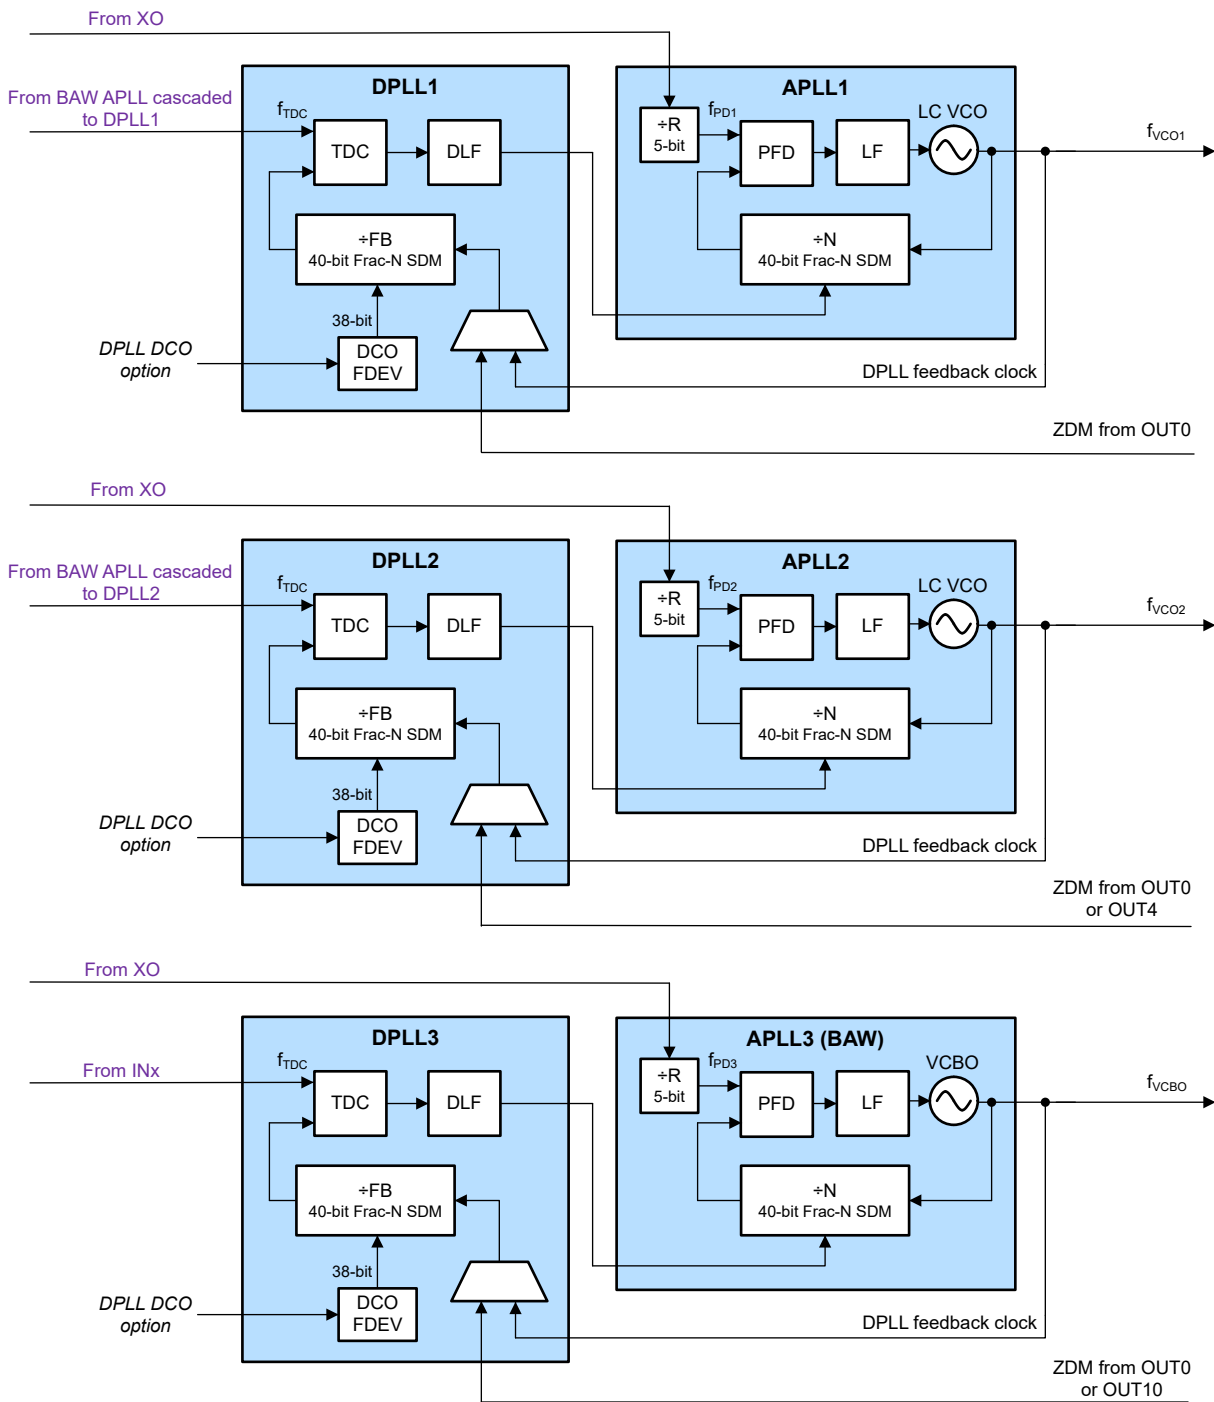 From XO
DPLL1
APLL1
From BAW APLL cascaded
to DPLL1
fTDC
TDC
DLF
÷R
5-bit
fPD1
PFD
LF
LC VCO
fVCO1
÷FB
40-bit Frac-N SDM
÷N
40-bit Frac-N SDM
38-bit
DPLL DCO
option
DCO
FDEV
DPLL feedback clock
ZDM from OUT0
From XO
DPLL2
APLL2
From BAW APLL cascaded
to DPLL2
fTDC
TDC
DLF
÷R
5-bit
fPD2
PFD
LF
LC VCO
fVCO2
÷FB
40-bit Frac-N SDM
÷N
40-bit Frac-N SDM
38-bit
DPLL DCO
option
DCO
FDEV
DPLL feedback clock
ZDM from OUT0
or OUT4
From XO
DPLL3
APLL3 (BAW)
From INx
fTDC
TDC
DLF
÷R
5-bit
fPD3
PFD
LF
VCBO
fVCBO
÷FB
40-bit Frac-N SDM
÷N
40-bit Frac-N SDM
38-bit
DPLL DCO
option
DCO
FDEV
DPLL feedback clock
ZDM from OUT0
or OUT10